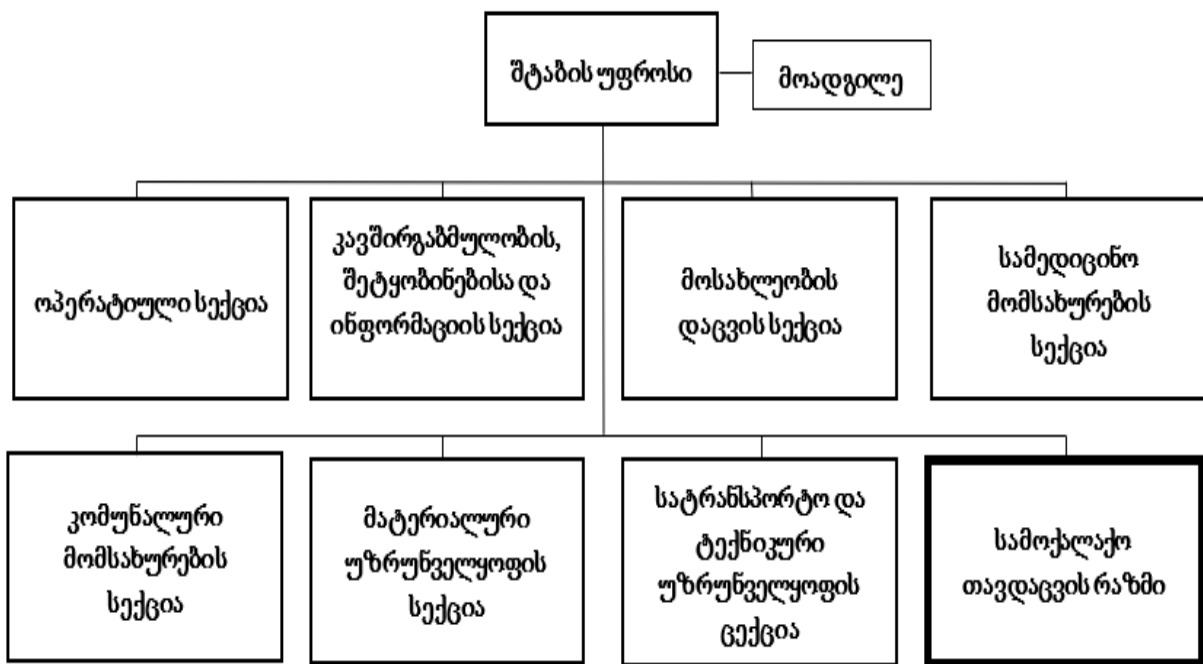 შტაბის უფროსი
მოადგილე
ოპერატიული სექცია
კავშირგაბმულობის,
შეტყობინებისა და
ინფორმაციის სექცია
მოსახლეობის
დაცვის სექცია
სამედიცინო
მომსახურების
სექცია
კომუნალური
მომსახურების
სექცია
მატერიალური
უზრუნველყოფის
სექცია
სატრანსპორტო და
ტექნიკური
უზრუნველყოფის
ცექცია
სამოქალაქო
თავდაცვის რაზმი